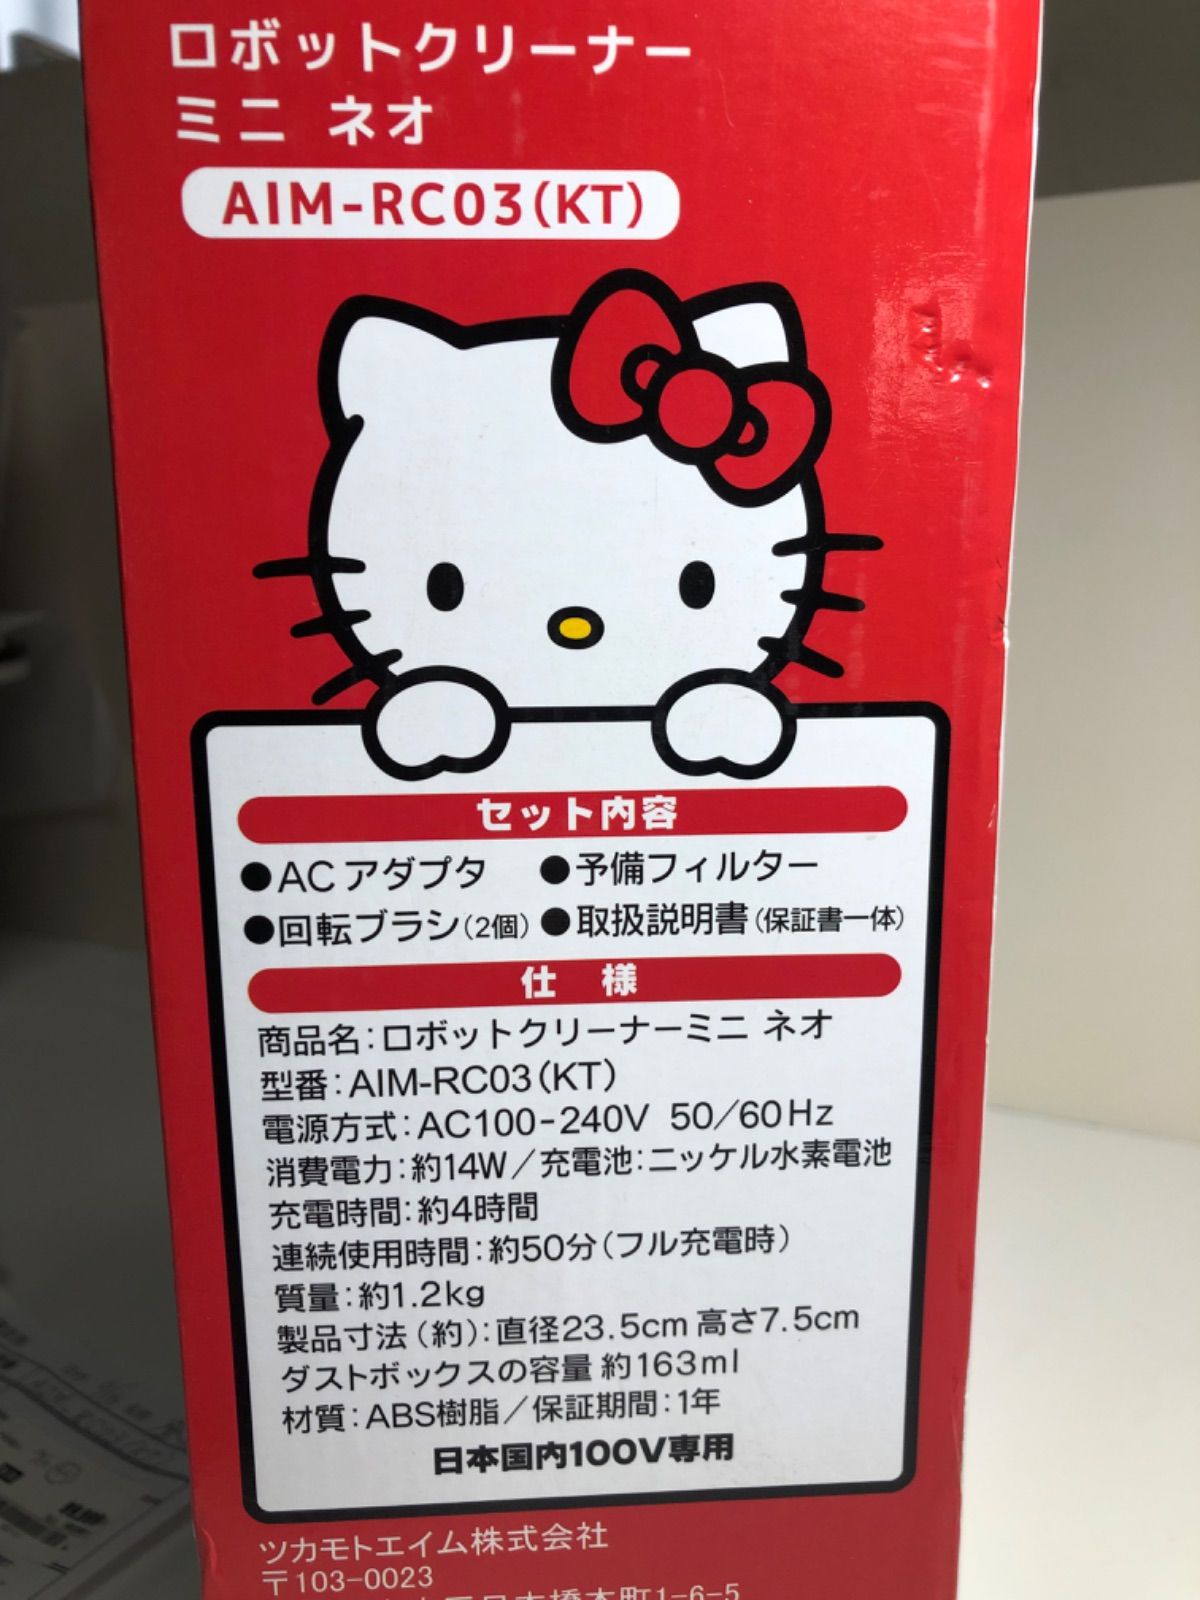 ロボットクリーナー
ミニ ネオ
AIM-RC03(KT)
セット内容
●ACアダプタ ●予備フィルター
●回転ブラシ(2個) ●取扱説明書(保証書一体)
仕 様
商品名:ロボットクリーナーミニ ネオ
型番:AIM-RC03(KT)
電源方式:AC100-240V 50/60Hz
消費電力:約14W/充電池:ニッケル水素電池
充電時間:約4時間
連続使用時間:約50分(フル充電時)
質量:約1.2kg
製品寸法(約):直径23.5cm 高さ7.5cm
ダストボックスの容量 約163ml
材質:ABS樹脂/保証期間:1年
日本国内100V専用
ツカモトエイム株式会社
〒103-0023
日本橋本町1-6-5